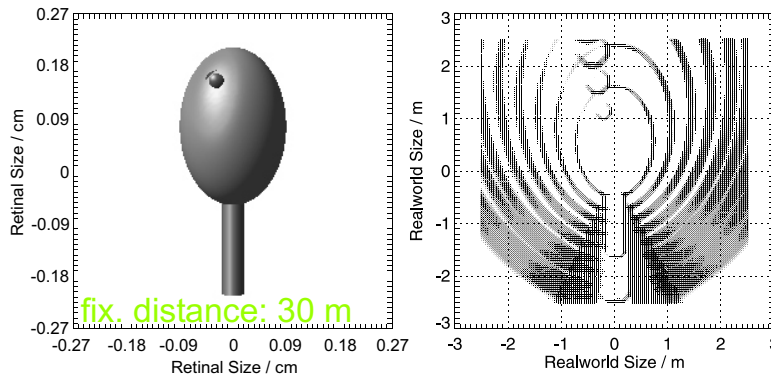 0.27
0.18
0.09
0
-0.09
-0.18
-0.27
Retinal Size / cm
fix. distance: 30 m
-0.27 -0.18 -0.09 0 0.09 0.18 0.27
Retinal Size / cm
3
2
1
0
-1
-2
-3
Realworld Size / m
-3 -2 -1 0 1 2 3
Realworld Size / m